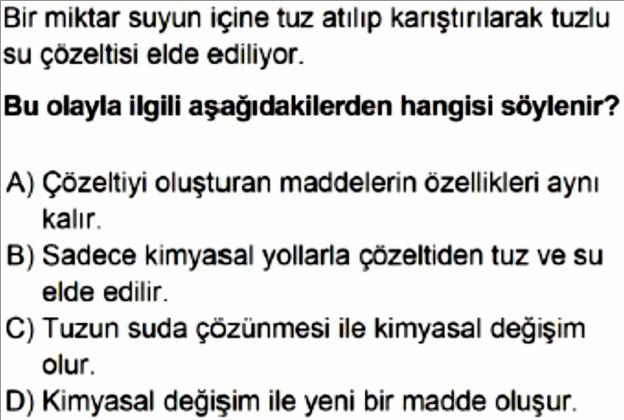 Bir miktar suyun içine tuz atılıp karıştırılarak tuzlu
su çözeltisi elde ediliyor.
Bu olayla ilgili aşağıdakilerden hangisi söylenir?
A) Çözeltiyi oluşturan maddelerin özellikleri aynı
kalır.
B) Sadece kimyasal yollarla çözeltiden tuz ve su
elde edilir.
C) Tuzun suda çözünmesi ile kimyasal değişim
olur.
D) Kimyasal değişim ile yeni bir madde oluşur.